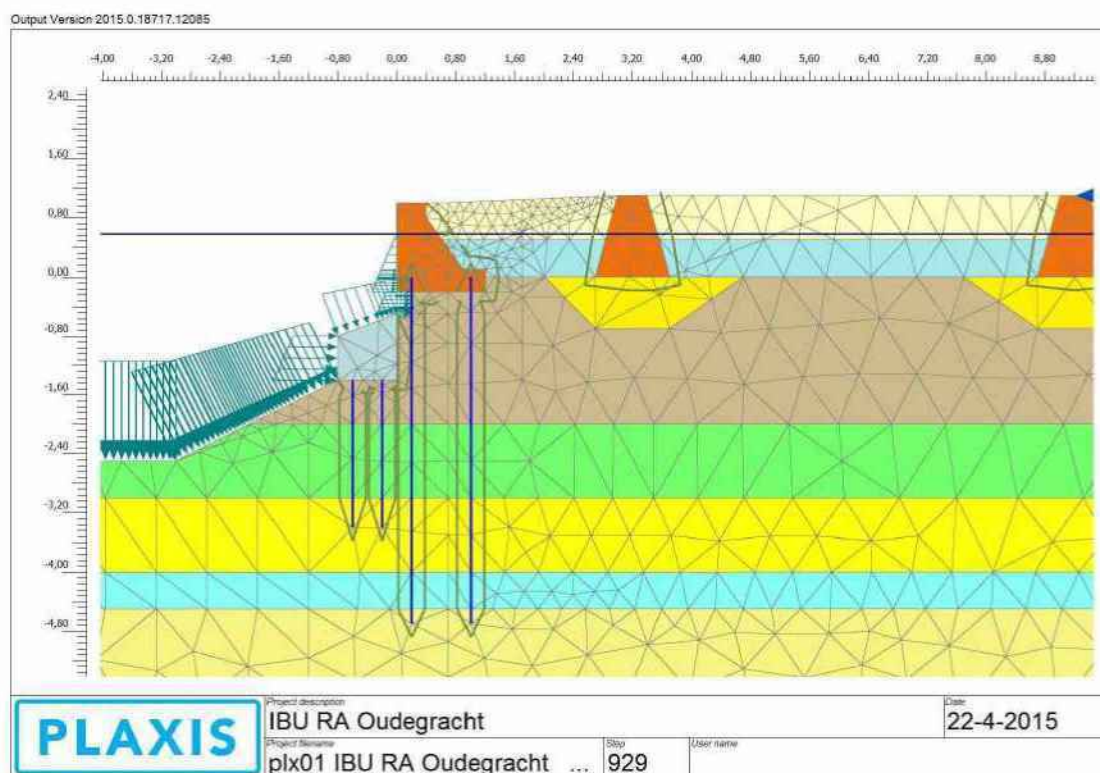 Output Version 2015.0.18717.12085
-4,00 -3,20 -2,40 -1,60 -0,80 0,00 0,80 1,60 2,40 3,20 4,00 4,80 5,60 6,40 7,20 8,00 8,80
2,40
1,60
0,80
0,00
-0,80
-1,60
-2,40
-3,20
-4,00
-4,80
PLAXIS
Project description
IBU RA Oudegracht
Date
22-4-2015
Project filename
plx01 IBU RA Oudegracht ...
Step
929
User name